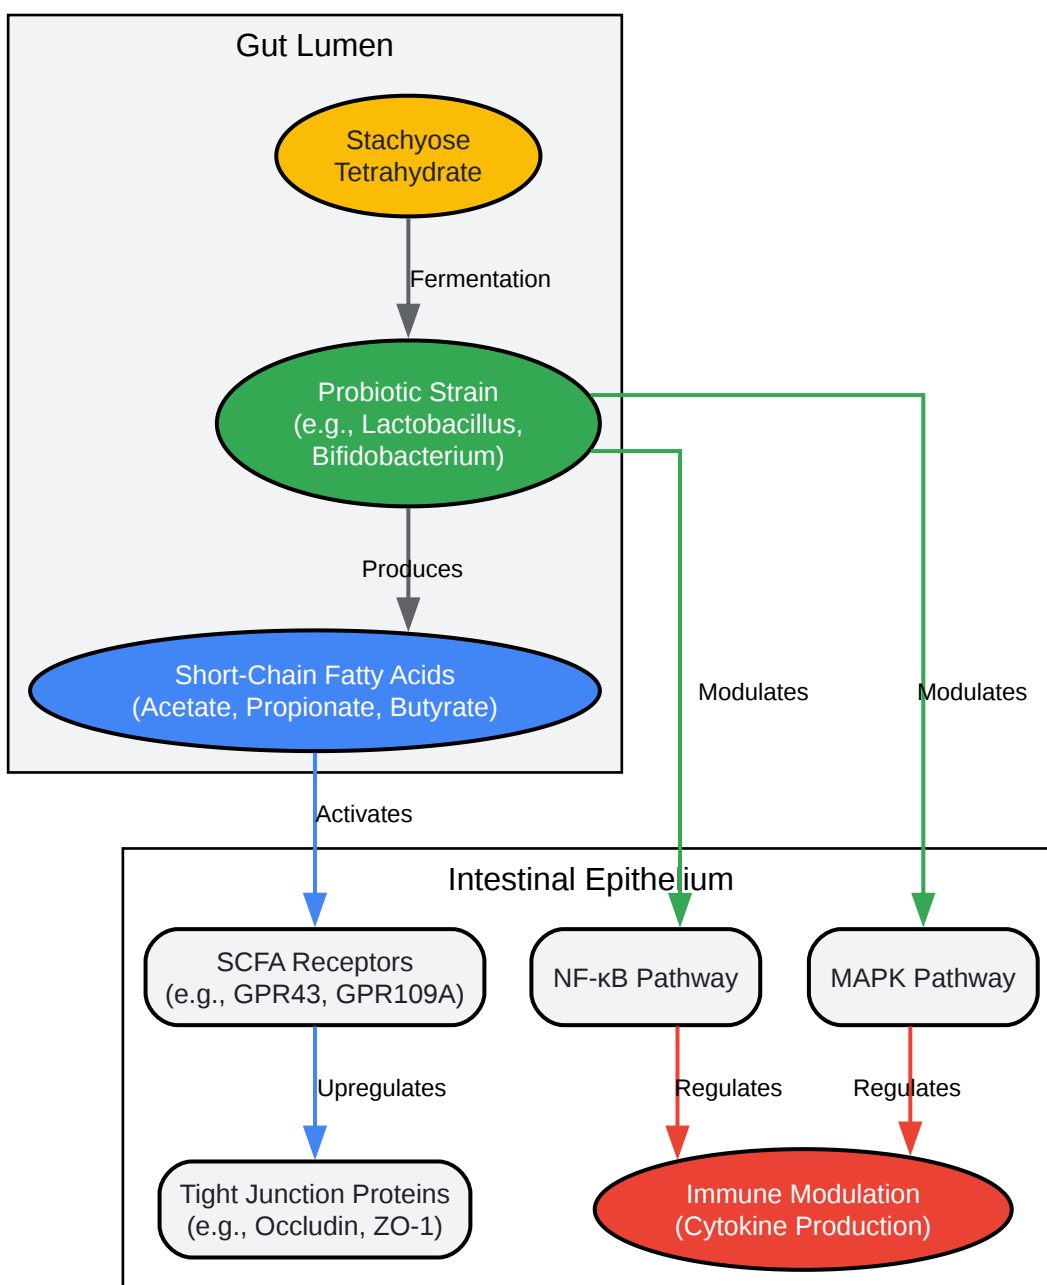 Gut Lumen
Stachyose
Tetrahydrate
Fermentation
Probiotic Strain
(e.g., Lactobacillus,
Bifidobacterium)
Produces
Short-Chain Fatty Acids
(Acetate, Propionate, Butyrate)
Modulates
Modulates
Activates
Intestinal Epithelium
SCFA Receptors
(e.g., GPR43, GPR109A)
NF-κB Pathway
MAPK Pathway
Upregulates
Regulates
Regulates
Tight Junction Proteins
(e.g., Occludin, ZO-1)
Immune Modulation
(Cytokine Production)